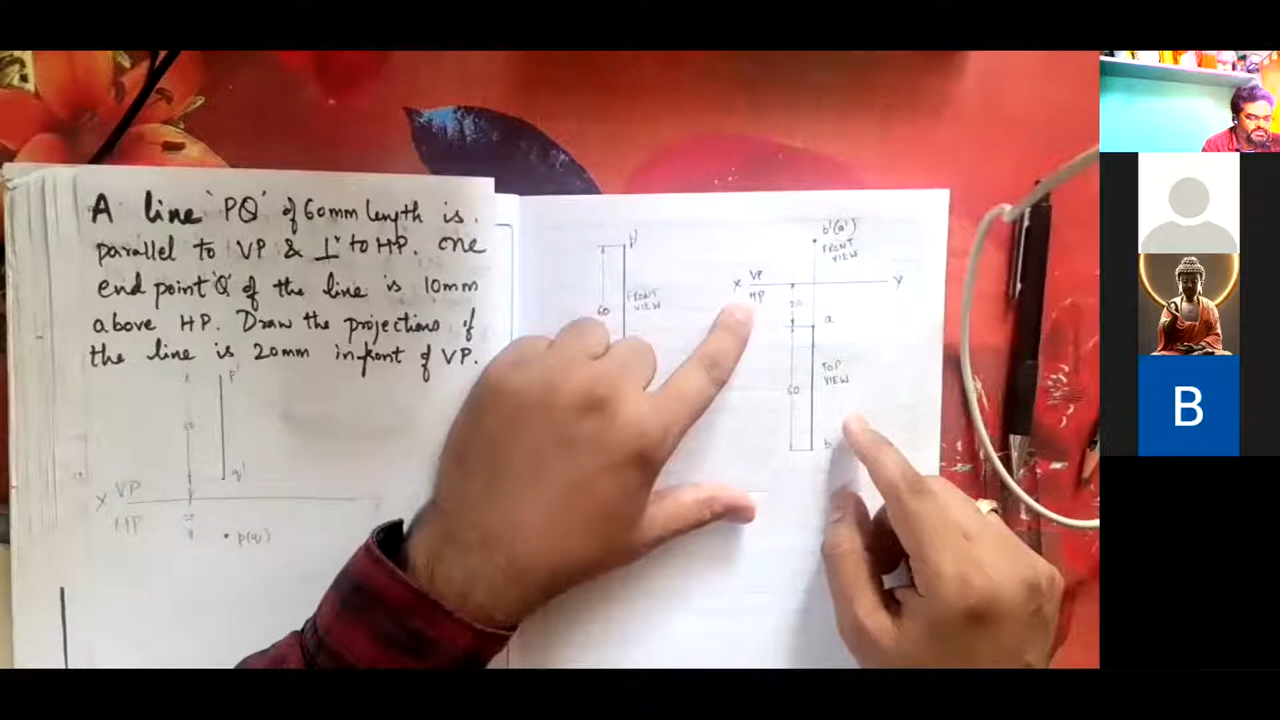 A line 'PQ' of 60mm length is
parallel to VP & ⊥r to HP. One
end point 'Q' of the line is 10mm
above HP. Draw the projections of
the line is 20mm infront of VP.
p'
q'
X VP
HP
p(q)
p'
60
FRONT
VIEW
b'(a')
FRONT
VIEW
X VP Y
HP
20
a
TOP
VIEW
60
b
B